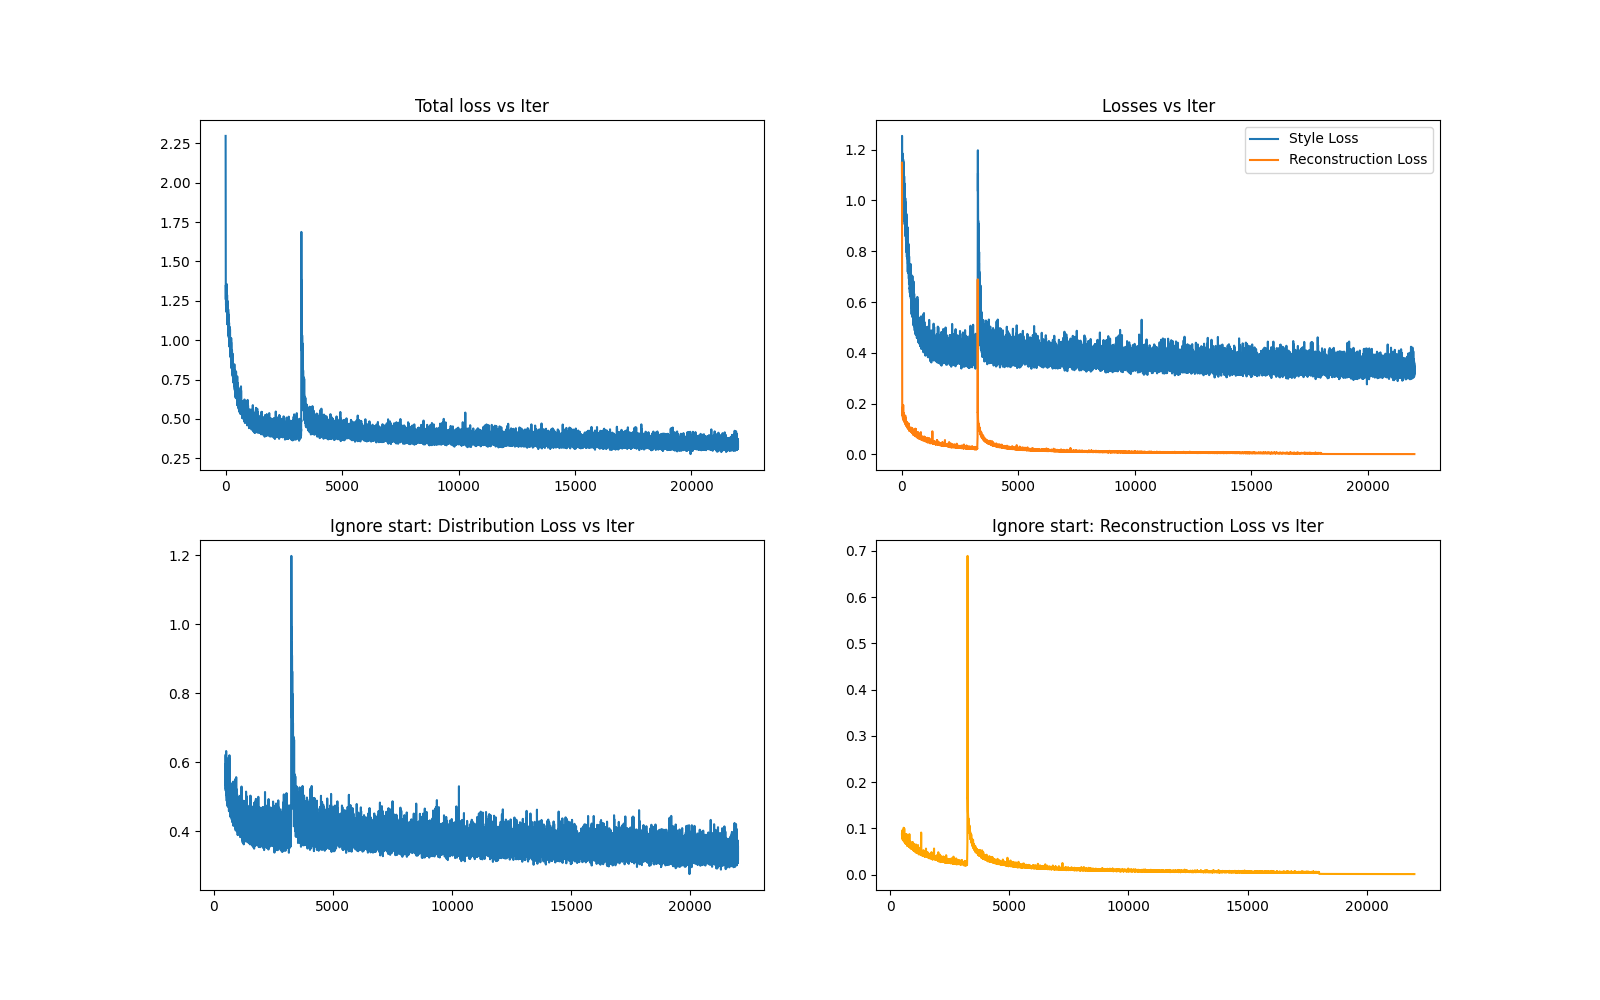 Total loss vs Iter
2.25
2.00
1.75
1.50
1.25
1.00
0.75
0.50
0.25
0 5000 10000 15000 20000
Losses vs Iter
Style Loss
Reconstruction Loss
1.2
1.0
0.8
0.6
0.4
0.2
0.0
0 5000 10000 15000 20000
Ignore start: Distribution Loss vs Iter
1.2
1.0
0.8
0.6
0.4
0 5000 10000 15000 20000
Ignore start: Reconstruction Loss vs Iter
0.7
0.6
0.5
0.4
0.3
0.2
0.1
0.0
0 5000 10000 15000 20000